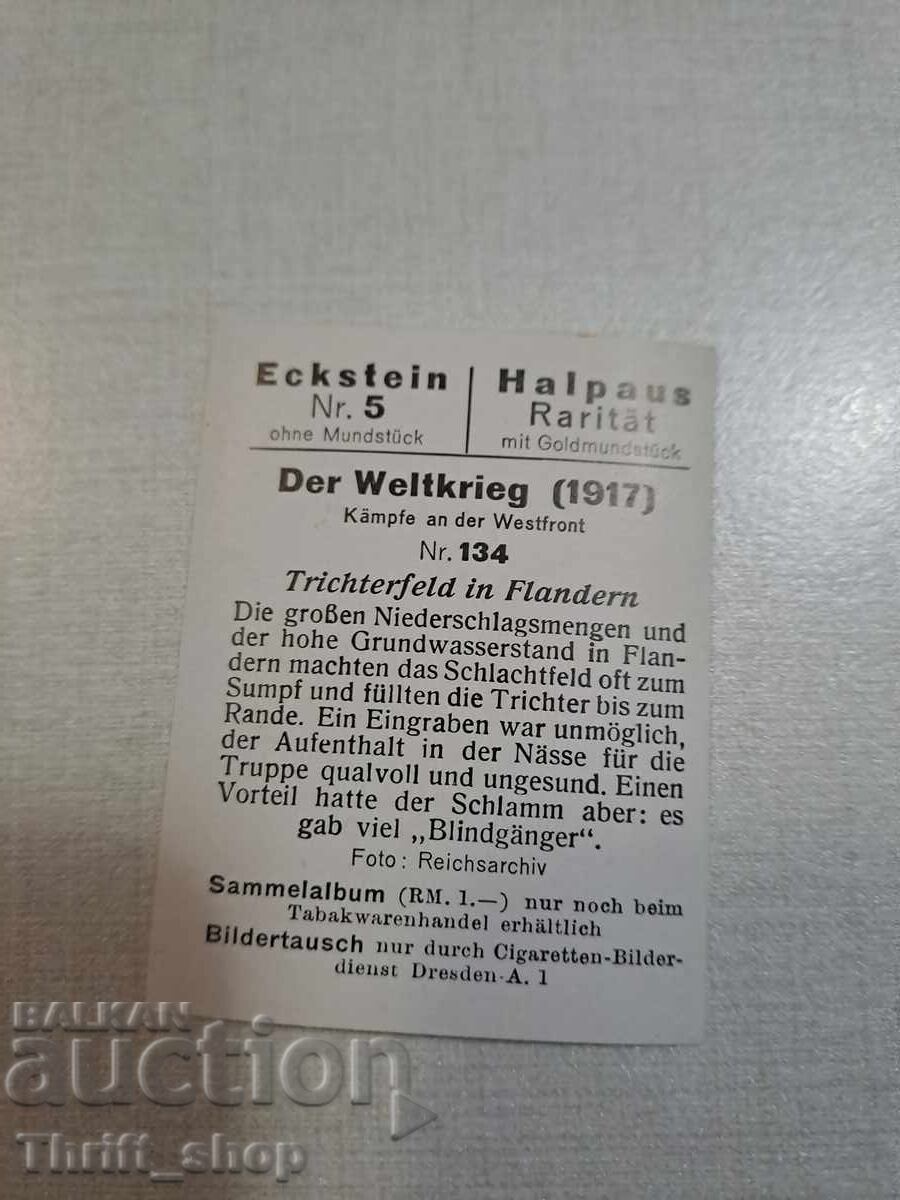 Eckstein | Halpaus
Nr. 5 | Rarität
ohne Mundstück | mit Goldmundstück
Der Weltkrieg (1917)
Kämpfe an der Westfront
Nr. 134
Trichterfeld in Flandern
Die großen Niederschlagsmengen und
der hohe Grundwasserstand in Flan-
dern machten das Schlachtfeld oft zum
Sumpf und füllten die Trichter bis zum
Rande. Ein Eingraben war unmöglich,
der Aufenthalt in der Nässe für die
Truppe qualvoll und ungesund. Einen
Vorteil hatte der Schlamm aber: es
gab viel „Blindgänger“.
Foto: Reichsarchiv
Sammelalbum (RM. 1.—) nur noch beim
Tabakwarenhandel erhältlich
Bildertausch nur durch Cigaretten-Bilder-
dienst Dresden-A. 1
BALKAN
auction
Thrift_shop